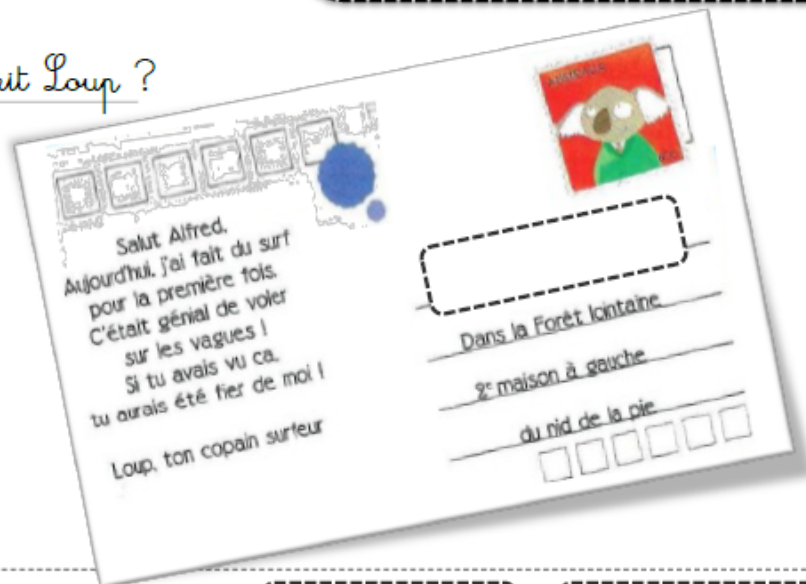 it Loup ?
Salut Alfred,
Aujourd'hui, j'ai fait du surf
pour la première fois.
C'était génial de voler
sur les vagues !
Si tu avais vu ca,
tu aurais été fier de moi !
Loup, ton copain surfeur
Dans la Forêt lointaine
2e maison à gauche
du nid de la pie